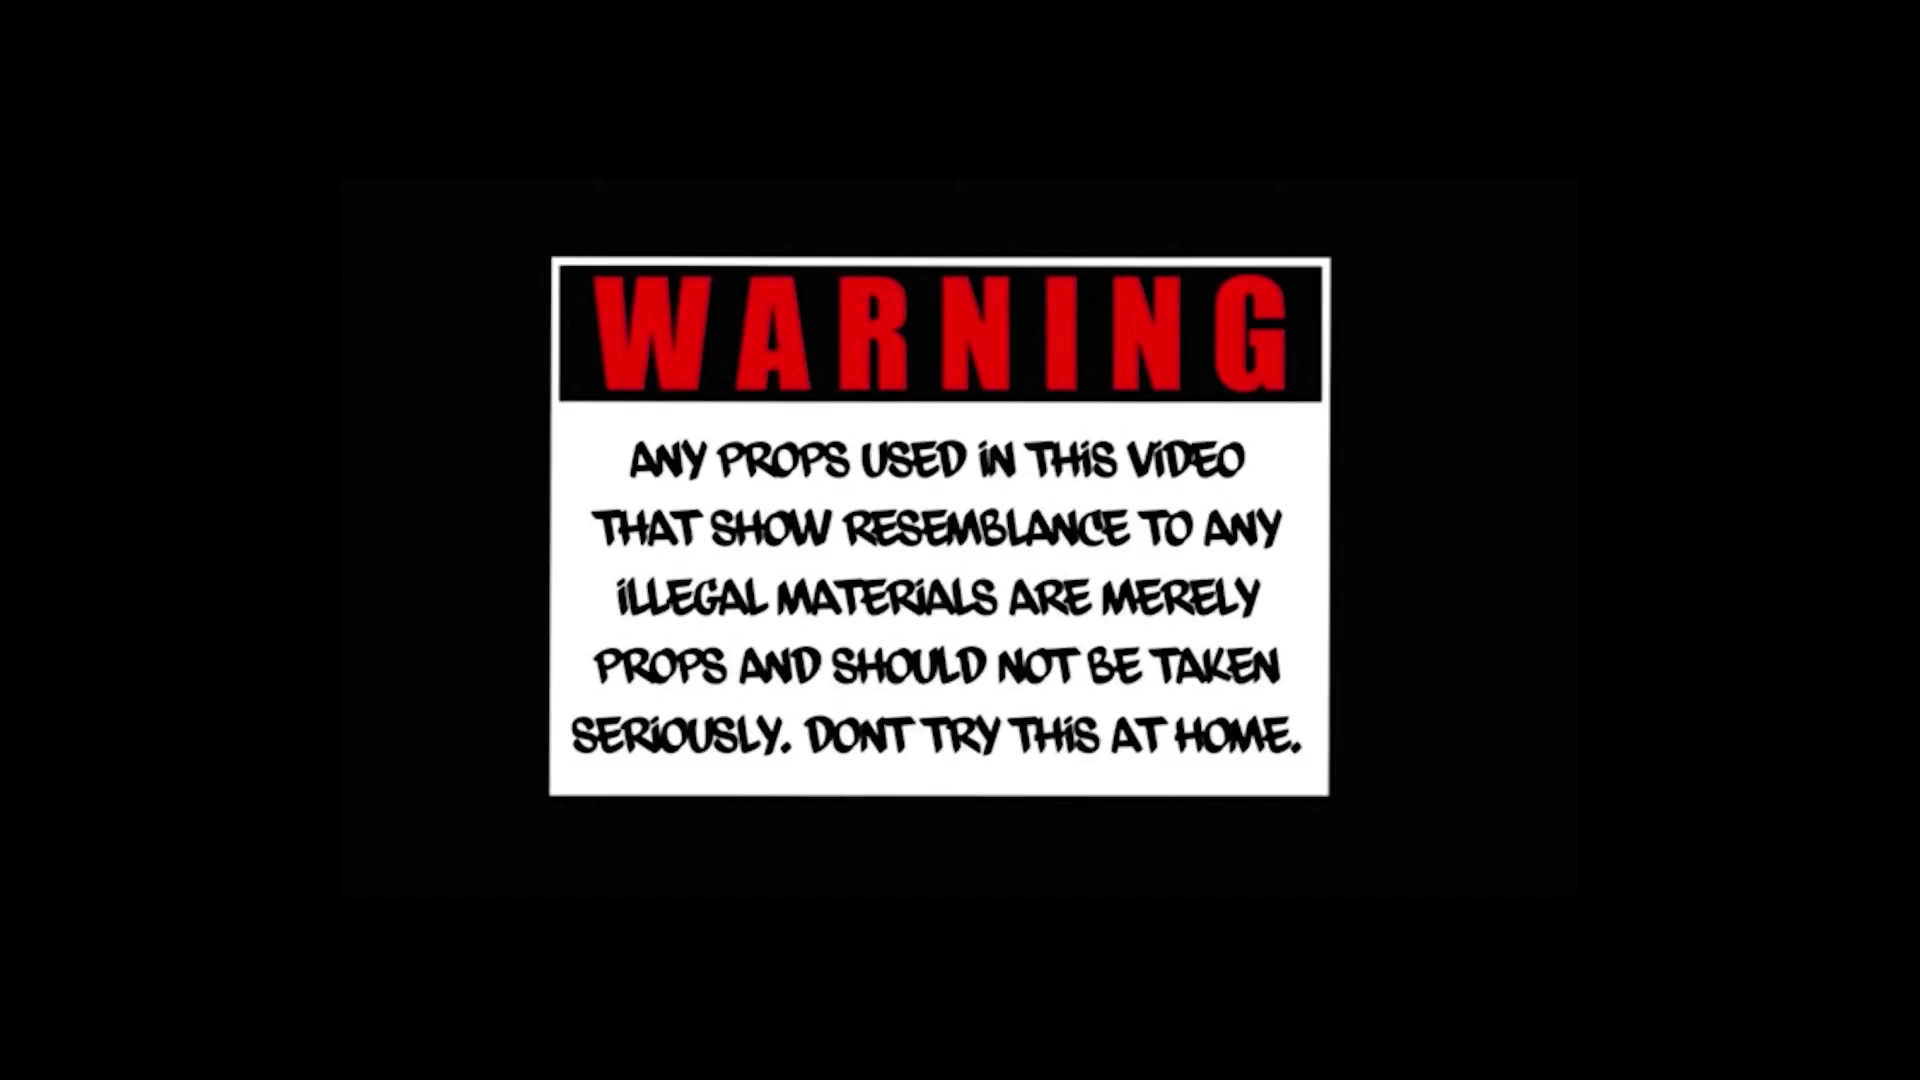 WARNING
ANY PROPS USED iN THiS ViDEO
THAT SHOW RESEMBLANCE TO ANY
iLLEGAL MATERiALS ARE MERELY
PROPS AND SHOULD NOT BE TAKEN
SERiOUSLY. DONT TRY THiS AT HOME.